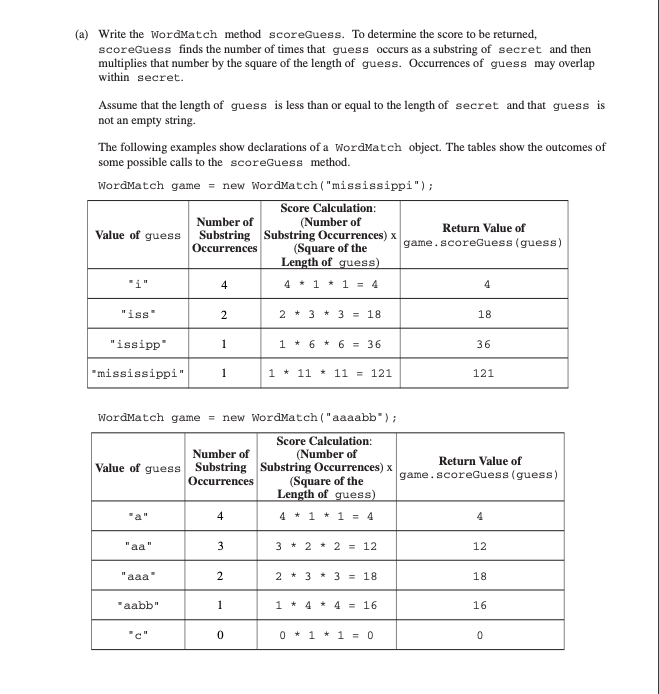 (a) Write the WordMatch method scoreGuess. To determine the score to be returned,
scoreGuess finds the number of times that guess occurs as a substring of secret and then
multiplies that number by the square of the length of guess. Occurrences of guess may overlap
within secret.
Assume that the length of guess is less than or equal to the length of secret and that guess is
not an empty string.
The following examples show declarations of a WordMatch object. The tables show the outcomes of
some possible calls to the scoreGuess method.
WordMatch game = new WordMatch("mississippi");
Value of guess
Number of
Substring
Occurrences
Score Calculation:
(Number of
Substring Occurrences) x
(Square of the
Length of guess)
Return Value of
game.scoreGuess(guess)
"i" 4 4 * 1 * 1 = 4 4
"iss" 2 2 * 3 * 3 = 18 18
"issipp" 1 1 * 6 * 6 = 36 36
"mississippi" 1 1 * 11 * 11 = 121 121
WordMatch game = new WordMatch("aaaabb");
Value of guess
Number of
Substring
Occurrences
Score Calculation:
(Number of
Substring Occurrences) x
(Square of the
Length of guess)
Return Value of
game.scoreGuess(guess)
"a" 4 4 * 1 * 1 = 4 4
"aa" 3 3 * 2 * 2 = 12 12
"aaa" 2 2 * 3 * 3 = 18 18
"aabb" 1 1 * 4 * 4 = 16 16
"c" 0 0 * 1 * 1 = 0 0